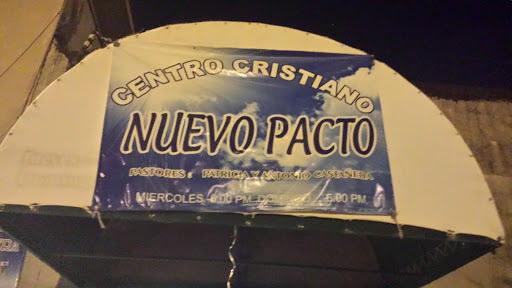 CENTRO CRISTIANO
NUEVO PACTO
PASTORES : PATRICIA Y ANTONIO CASTAÑEDA
MIERCOLES 6:00 PM. 5:00 PM.